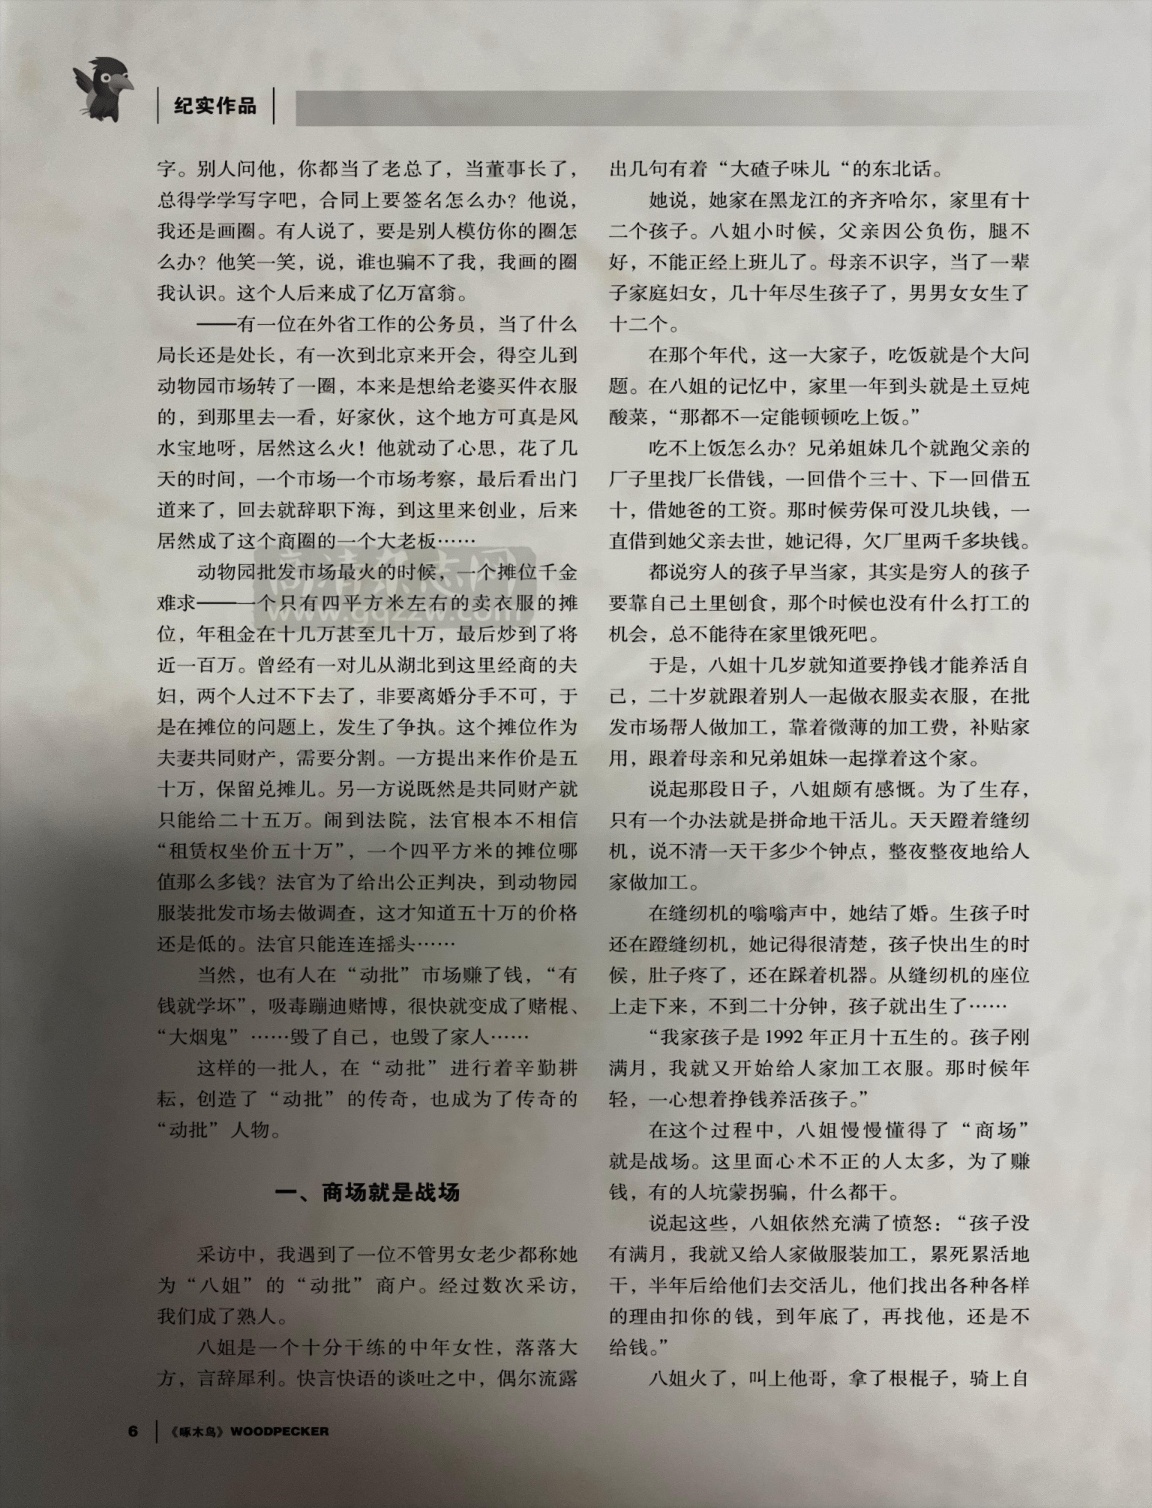 纪实作品
字。别人问他，你都当了老总了，当董事长了，
总得学学写字吧，合同上要签名怎么办？他说，
我还是画圈。有人说了，要是别人模仿你的圈怎
么办？他笑一笑，说，谁也骗不了我，我画的圈
我认识。这个人后来成了亿万富翁。
——有一位在外省工作的公务员，当了什么
局长还是处长，有一次到北京来开会，得空儿到
动物园市场转了一圈，本来是想给老婆买件衣服
的，到那里去一看，好家伙，这个地方可真是风
水宝地呀，居然这么火！他就动了心思，花了几
天的时间，一个市场一个市场考察，最后看出门
道来了，回去就辞职下海，到这里来创业，后来
居然成了这个商圈的一个大老板……
动物园批发市场最火的时候，一个摊位千金
难求——一个只有四平方米左右的卖衣服的摊
位，年租金在十几万甚至几十万，最后炒到了将
近一百万。曾经有一对儿从湖北到这里经商的夫
妇，两个人过不下去了，非要离婚分手不可，于
是在摊位的问题上，发生了争执。这个摊位作为
夫妻共同财产，需要分割。一方提出来作价是五
十万，保留兑摊儿。另一方说既然是共同财产就
只能给二十五万。闹到法院，法官根本不相信
“租赁权坐价五十万”，一个四平方米的摊位哪
值那么多钱？法官为了给出公正判决，到动物园
服装批发市场去做调查，这才知道五十万的价格
还是低的。法官只能连连摇头……
当然，也有人在“动批”市场赚了钱，“有
钱就学坏”，吸毒蹦迪赌博，很快就变成了赌棍、
“大烟鬼”……毁了自己，也毁了家人……
这样的一批人，在“动批”进行着辛勤耕
耘，创造了“动批”的传奇，也成为了传奇的
“动批”人物。
一、商场就是战场
采访中，我遇到了一位不管男女老少都称她
为“八姐”的“动批”商户。经过数次采访，
我们成了熟人。
八姐是一个十分干练的中年女性，落落大
方，言辞犀利。快言快语的谈吐之中，偶尔流露
出几句有着“大碴子味儿“的东北话。
她说，她家在黑龙江的齐齐哈尔，家里有十
二个孩子。八姐小时候，父亲因公负伤，腿不
好，不能正经上班儿了。母亲不识字，当了一辈
子家庭妇女，几十年尽生孩子了，男男女女生了
十二个。
在那个年代，这一大家子，吃饭就是个大问
题。在八姐的记忆中，家里一年到头就是土豆炖
酸菜，“那都不一定能顿顿吃上饭。”
吃不上饭怎么办？兄弟姐妹几个就跑父亲的
厂子里找厂长借钱，一回借个三十、下一回借五
十，借她爸的工资。那时候劳保可没几块钱，一
直借到她父亲去世，她记得，欠厂里两千多块钱。
都说穷人的孩子早当家，其实是穷人的孩子
要靠自己土里刨食，那个时候也没有什么打工的
机会，总不能待在家里饿死吧。
于是，八姐十几岁就知道要挣钱才能养活自
己，二十岁就跟着别人一起做衣服卖衣服，在批
发市场帮人做加工，靠着微薄的加工费，补贴家
用，跟着母亲和兄弟姐妹一起撑着这个家。
说起那段日子，八姐颇有感慨。为了生存，
只有一个办法就是拼命地干活儿。天天蹬着缝纫
机，说不清一天干多少个钟点，整夜整夜地给人
家做加工。
在缝纫机的嗡嗡声中，她结了婚。生孩子时
还在蹬缝纫机，她记得很清楚，孩子快出生的时
候，肚子疼了，还在踩着机器。从缝纫机的座位
上走下来，不到二十分钟，孩子就出生了……
“我家孩子是1992年正月十五生的。孩子刚
满月，我就又开始给人家加工衣服。那时候年
轻，一心想着挣钱养活孩子。”
在这个过程中，八姐慢慢懂得了“商场”
就是战场。这里面心术不正的人太多，为了赚
钱，有的人坑蒙拐骗，什么都干。
说起这些，八姐依然充满了愤怒：“孩子没
有满月，我就又给人家做服装加工，累死累活地
干，半年后给他们去交活儿，他们找出各种各样
的理由扣你的钱，到年底了，再找他，还是不
给钱。”
八姐火了，叫上他哥，拿了根棍子，骑上自
高清杂志网
www.gqzzw.com
6 《啄木鸟》WOODPECKER